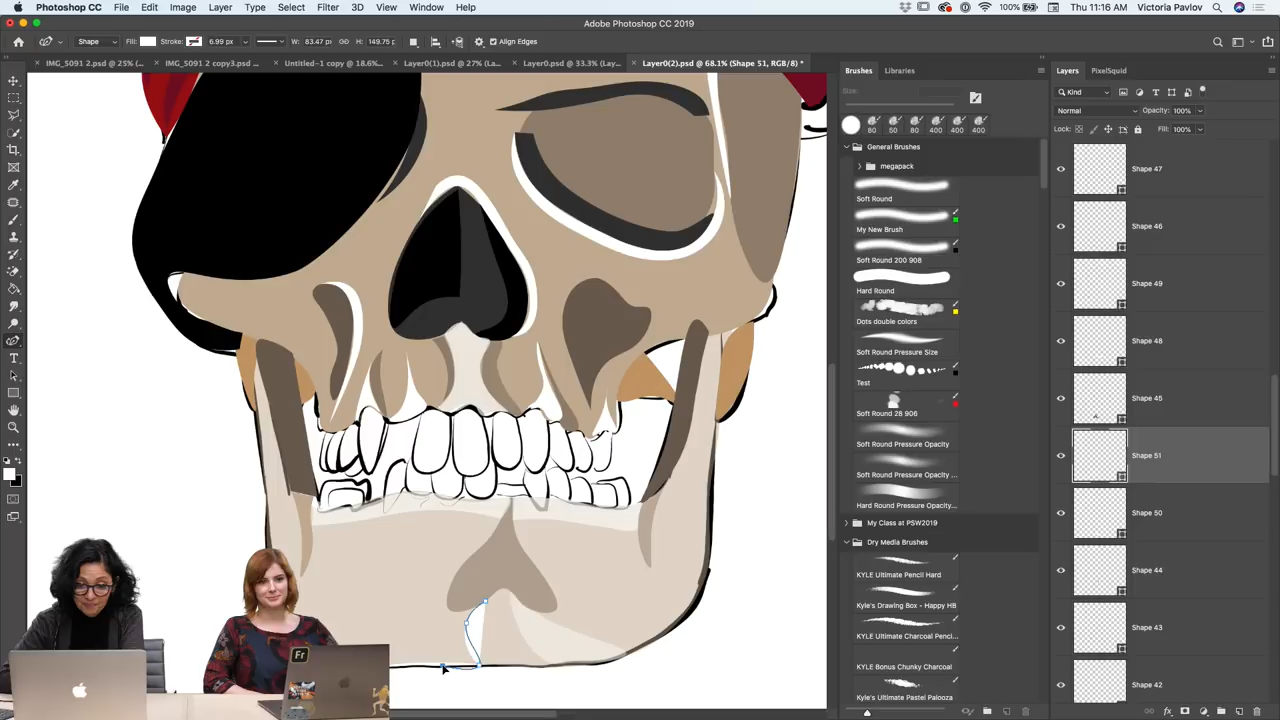 Photoshop CC File Edit Image Layer Type Select Filter 3D View Window Help 100% Wed Jan 23 11:16 AM Victoria Pavlov
Adobe Photoshop CC 2019
Shape Fill: Stroke: 6.99 px W: 83.47 px H: 149.75 Align Edges
IMG_5091 2.psd @ 25% ( IMG_5091 2 copy3.psd ... Untitled-1 copy @ 18.6%... Layer0(1).psd @ 27% (Lay... Layer0.psd @ 33.3% (Lay... Layer0(2).psd @ 68.1% (Shape 51, RGB/8) *
Brushes Libraries
Size:
80 50 80 400 400 400
General Brushes
megapack
Soft Round
My New Brush
Soft Round 200 908
Hard Round
Dots double colors
Soft Round Pressure Size
Test
Soft Round 28 906
Soft Round Pressure Opacity
Soft Round Pressure Opacity ...
Hard Round Pressure Opacity...
My Class at PSW2019
Dry Media Brushes
KYLE Ultimate Pencil Hard
Kyle's Drawing Box - Happy HB
KYLE Ultimate Charcoal Penci...
KYLE Bonus Chunky Charcoal
Kyle's Ultimate Pastel Palooza
Layers PixelSquid
Kind
Normal Opacity: 100%
Lock: Fill: 100%
Shape 47
Shape 46
Shape 49
Shape 48
Shape 45
Shape 51
Shape 50
Shape 44
Shape 43
Shape 42
Fr